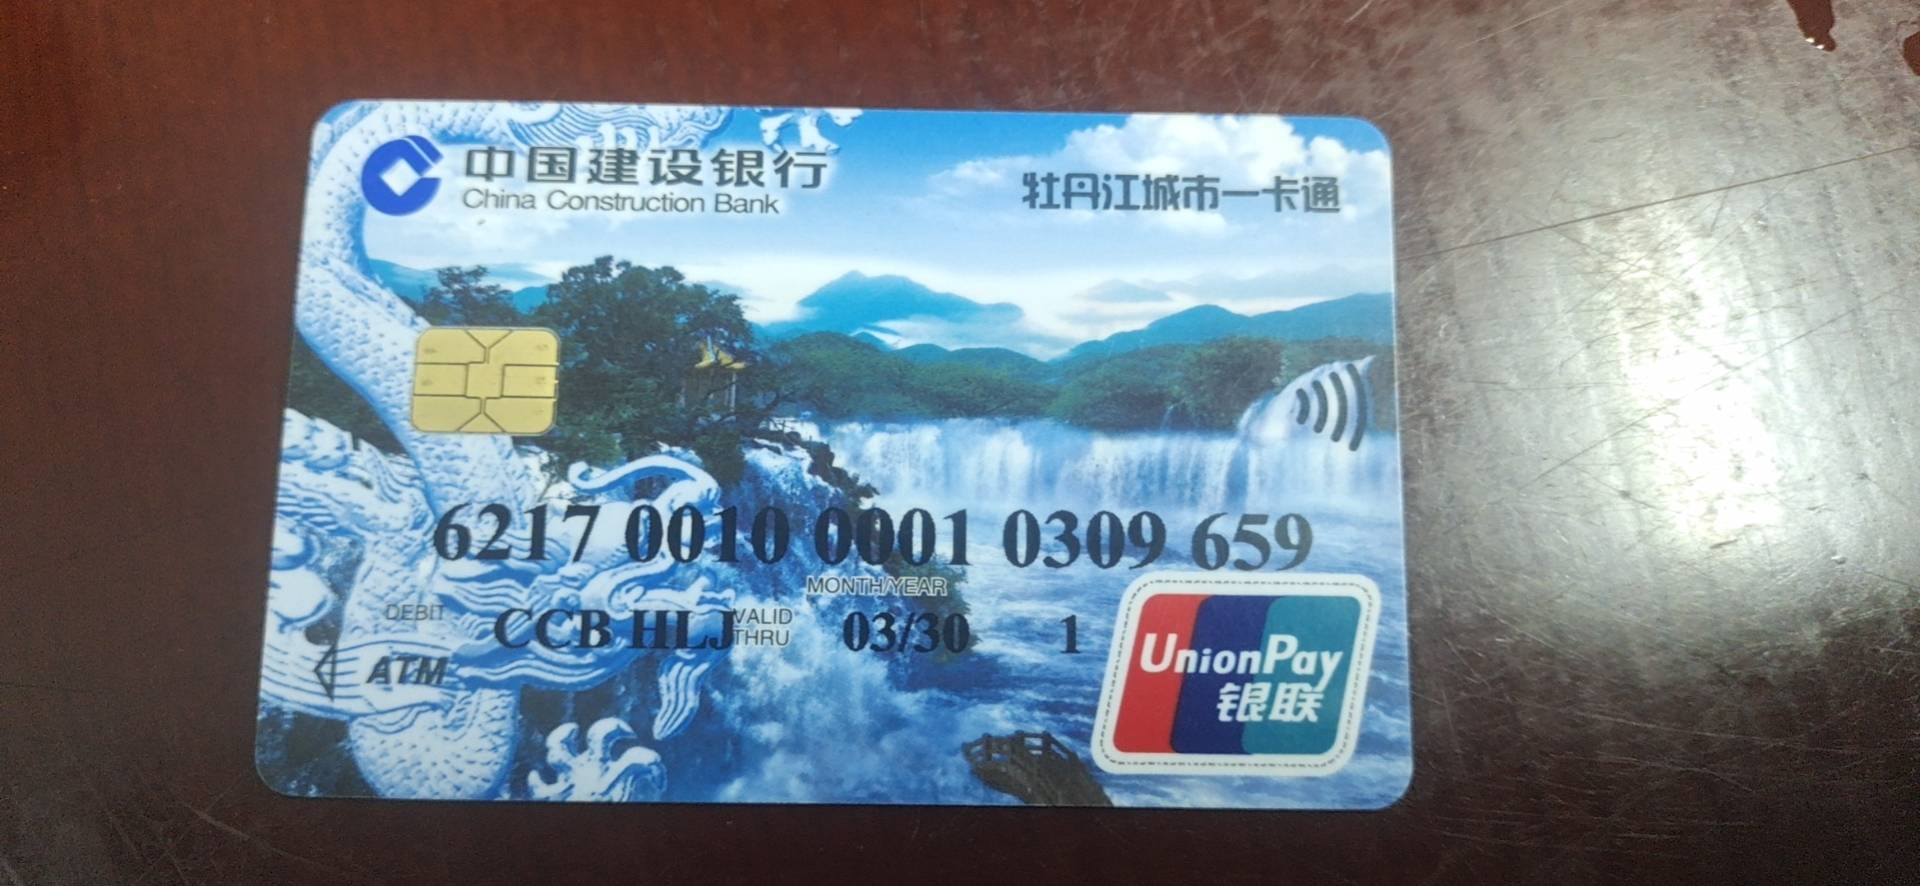 中国建设银行
China Construction Bank
牡丹江城市一卡通
6217 0010 0001 0309 659
MONTH/YEAR
DEBIT CCB HLJ VALID THRU 03/30 1
ATM
UnionPay
银联